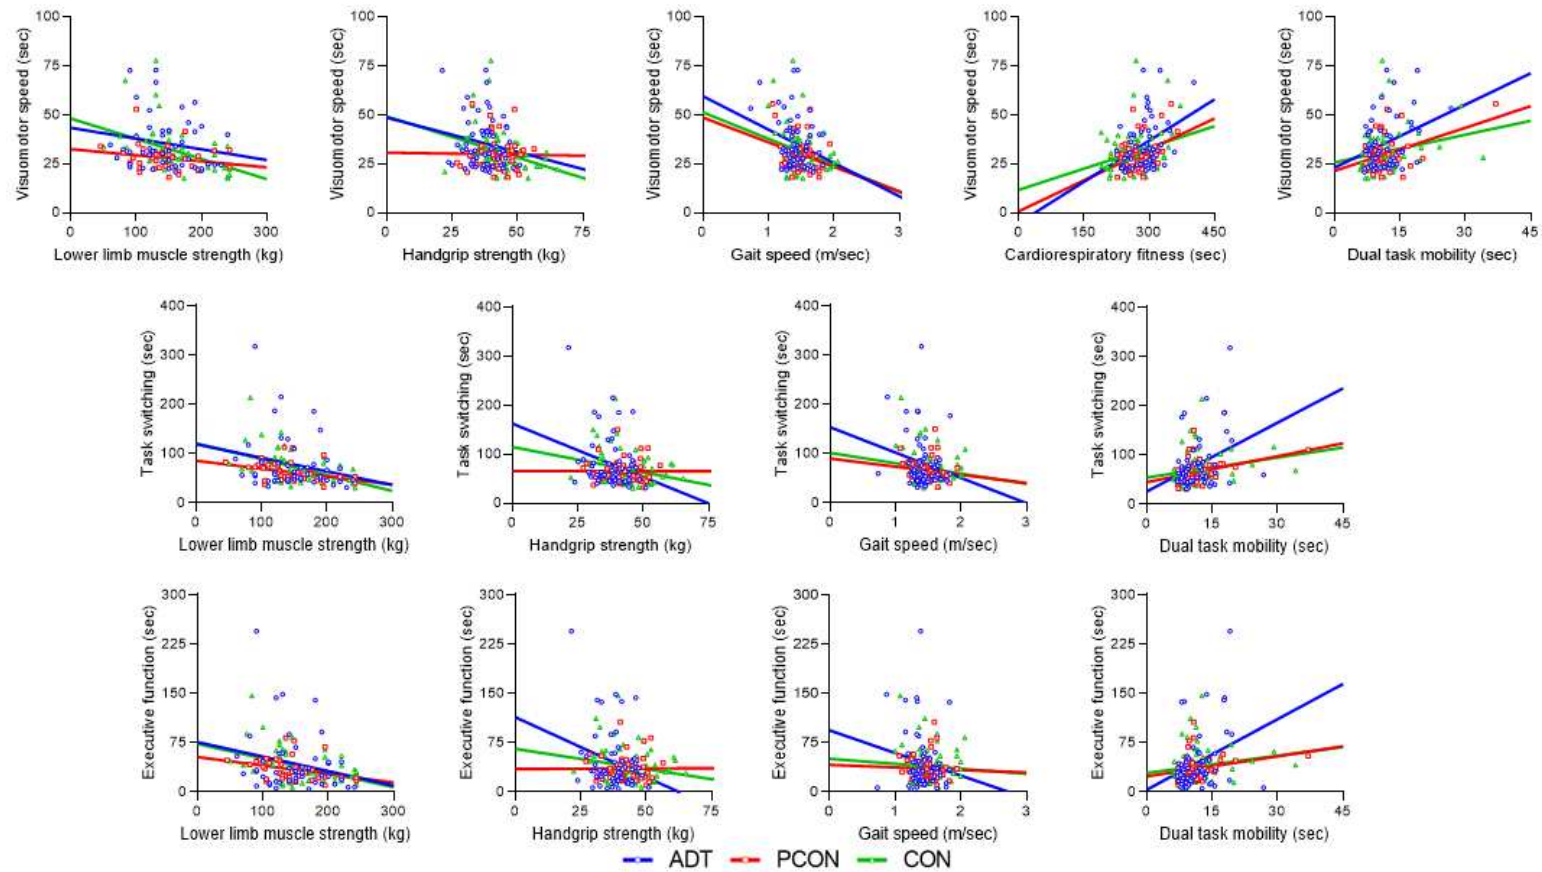 100 100 100 100 100
75 75 75 75 75
50 50 50 50 50
25 25 25 25 25
0 0 0 0 0
Visuomotor speed (sec) Visuomotor speed (sec) Visuomotor speed (sec) Visuomotor speed (sec) Visuomotor speed (sec)
0 100 200 300 0 25 50 75 0 1 2 3 0 150 300 450 0 15 30 45
Lower limb muscle strength (kg) Handgrip strength (kg) Gait speed (m/sec) Cardiorespiratory fitness (sec) Dual task mobility (sec)
400 400 400 400
300 300 300 300
200 200 200 200
100 100 100 100
0 0 0 0
Task switching (sec) Task switching (sec) Task switching (sec) Task switching (sec)
0 100 200 300 0 25 50 75 0 1 2 3 0 15 30 45
Lower limb muscle strength (kg) Handgrip strength (kg) Gait speed (m/sec) Dual task mobility (sec)
300 300 300 300
225 225 225 225
150 150 150 150
75 75 75 75
0 0 0 0
Executive function (sec) Executive function (sec) Executive function (sec) Executive function (sec)
0 100 200 300 0 25 50 75 0 1 2 3 0 15 30 45
Lower limb muscle strength (kg) Handgrip strength (kg) Gait speed (m/sec) Dual task mobility (sec)
ADT PCON CON